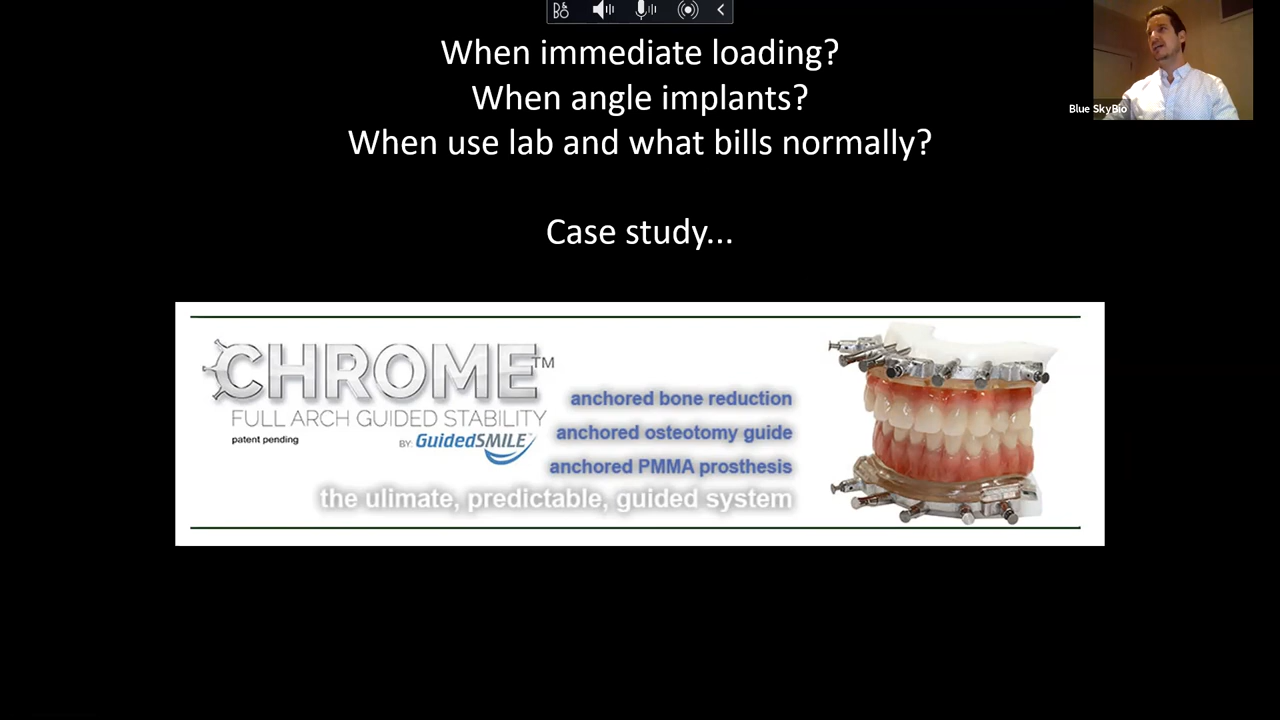 When immediate loading?
When angle implants?
When use lab and what bills normally?
Blue SkyBio
Case study...
CHROME™
FULL ARCH GUIDED STABILITY
patent pending
BY: GuidedSMILE
anchored bone reduction
anchored osteotomy guide
anchored PMMA prosthesis
the ulimate, predictable, guided system